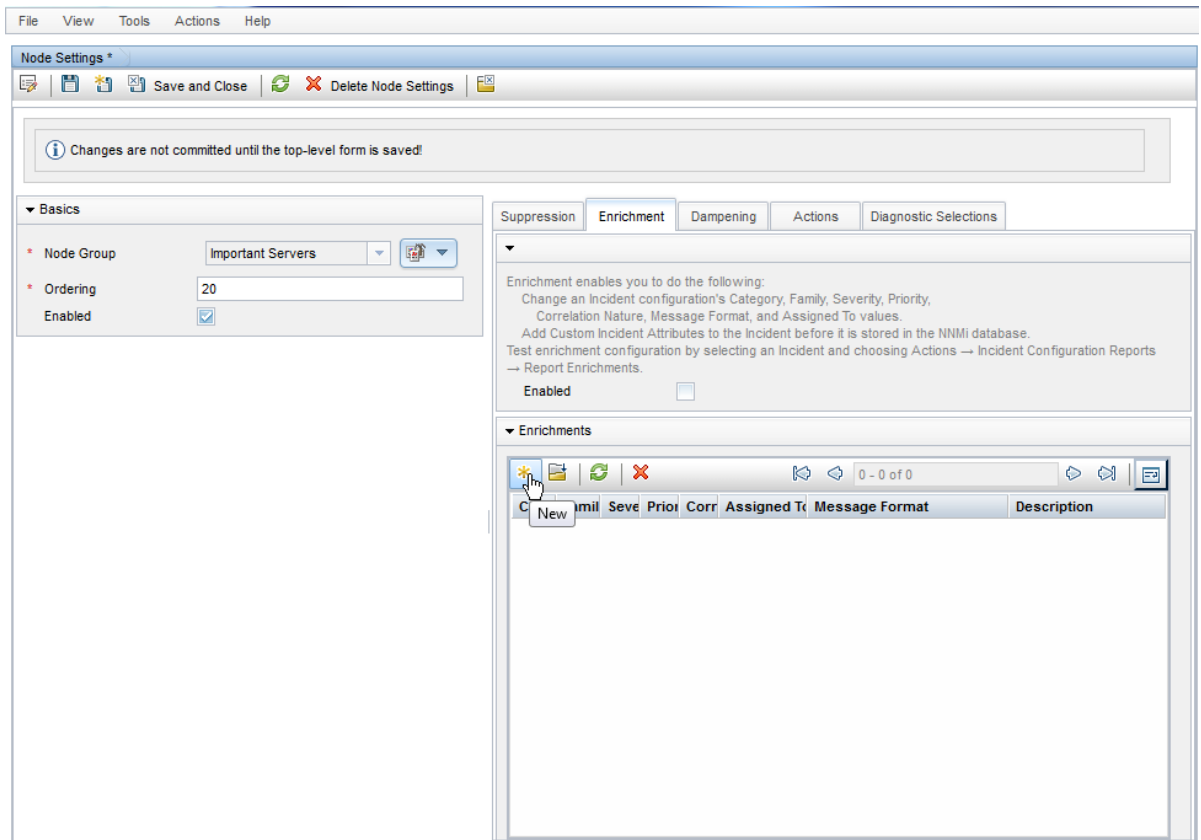 File View Tools Actions Help
Node Settings *
Save and Close Delete Node Settings
Changes are not committed until the top-level form is saved!
Basics
* Node Group Important Servers
* Ordering 20
Enabled
Suppression Enrichment Dampening Actions Diagnostic Selections
Enrichment enables you to do the following:
Change an Incident configuration's Category, Family, Severity, Priority,
Correlation Nature, Message Format, and Assigned To values.
Add Custom Incident Attributes to the Incident before it is stored in the NNMi database.
Test enrichment configuration by selecting an Incident and choosing Actions → Incident Configuration Reports
→ Report Enrichments.
Enabled
Enrichments
0 - 0 of 0
C amil Seve Prior Corr Assigned To Message Format Description
New